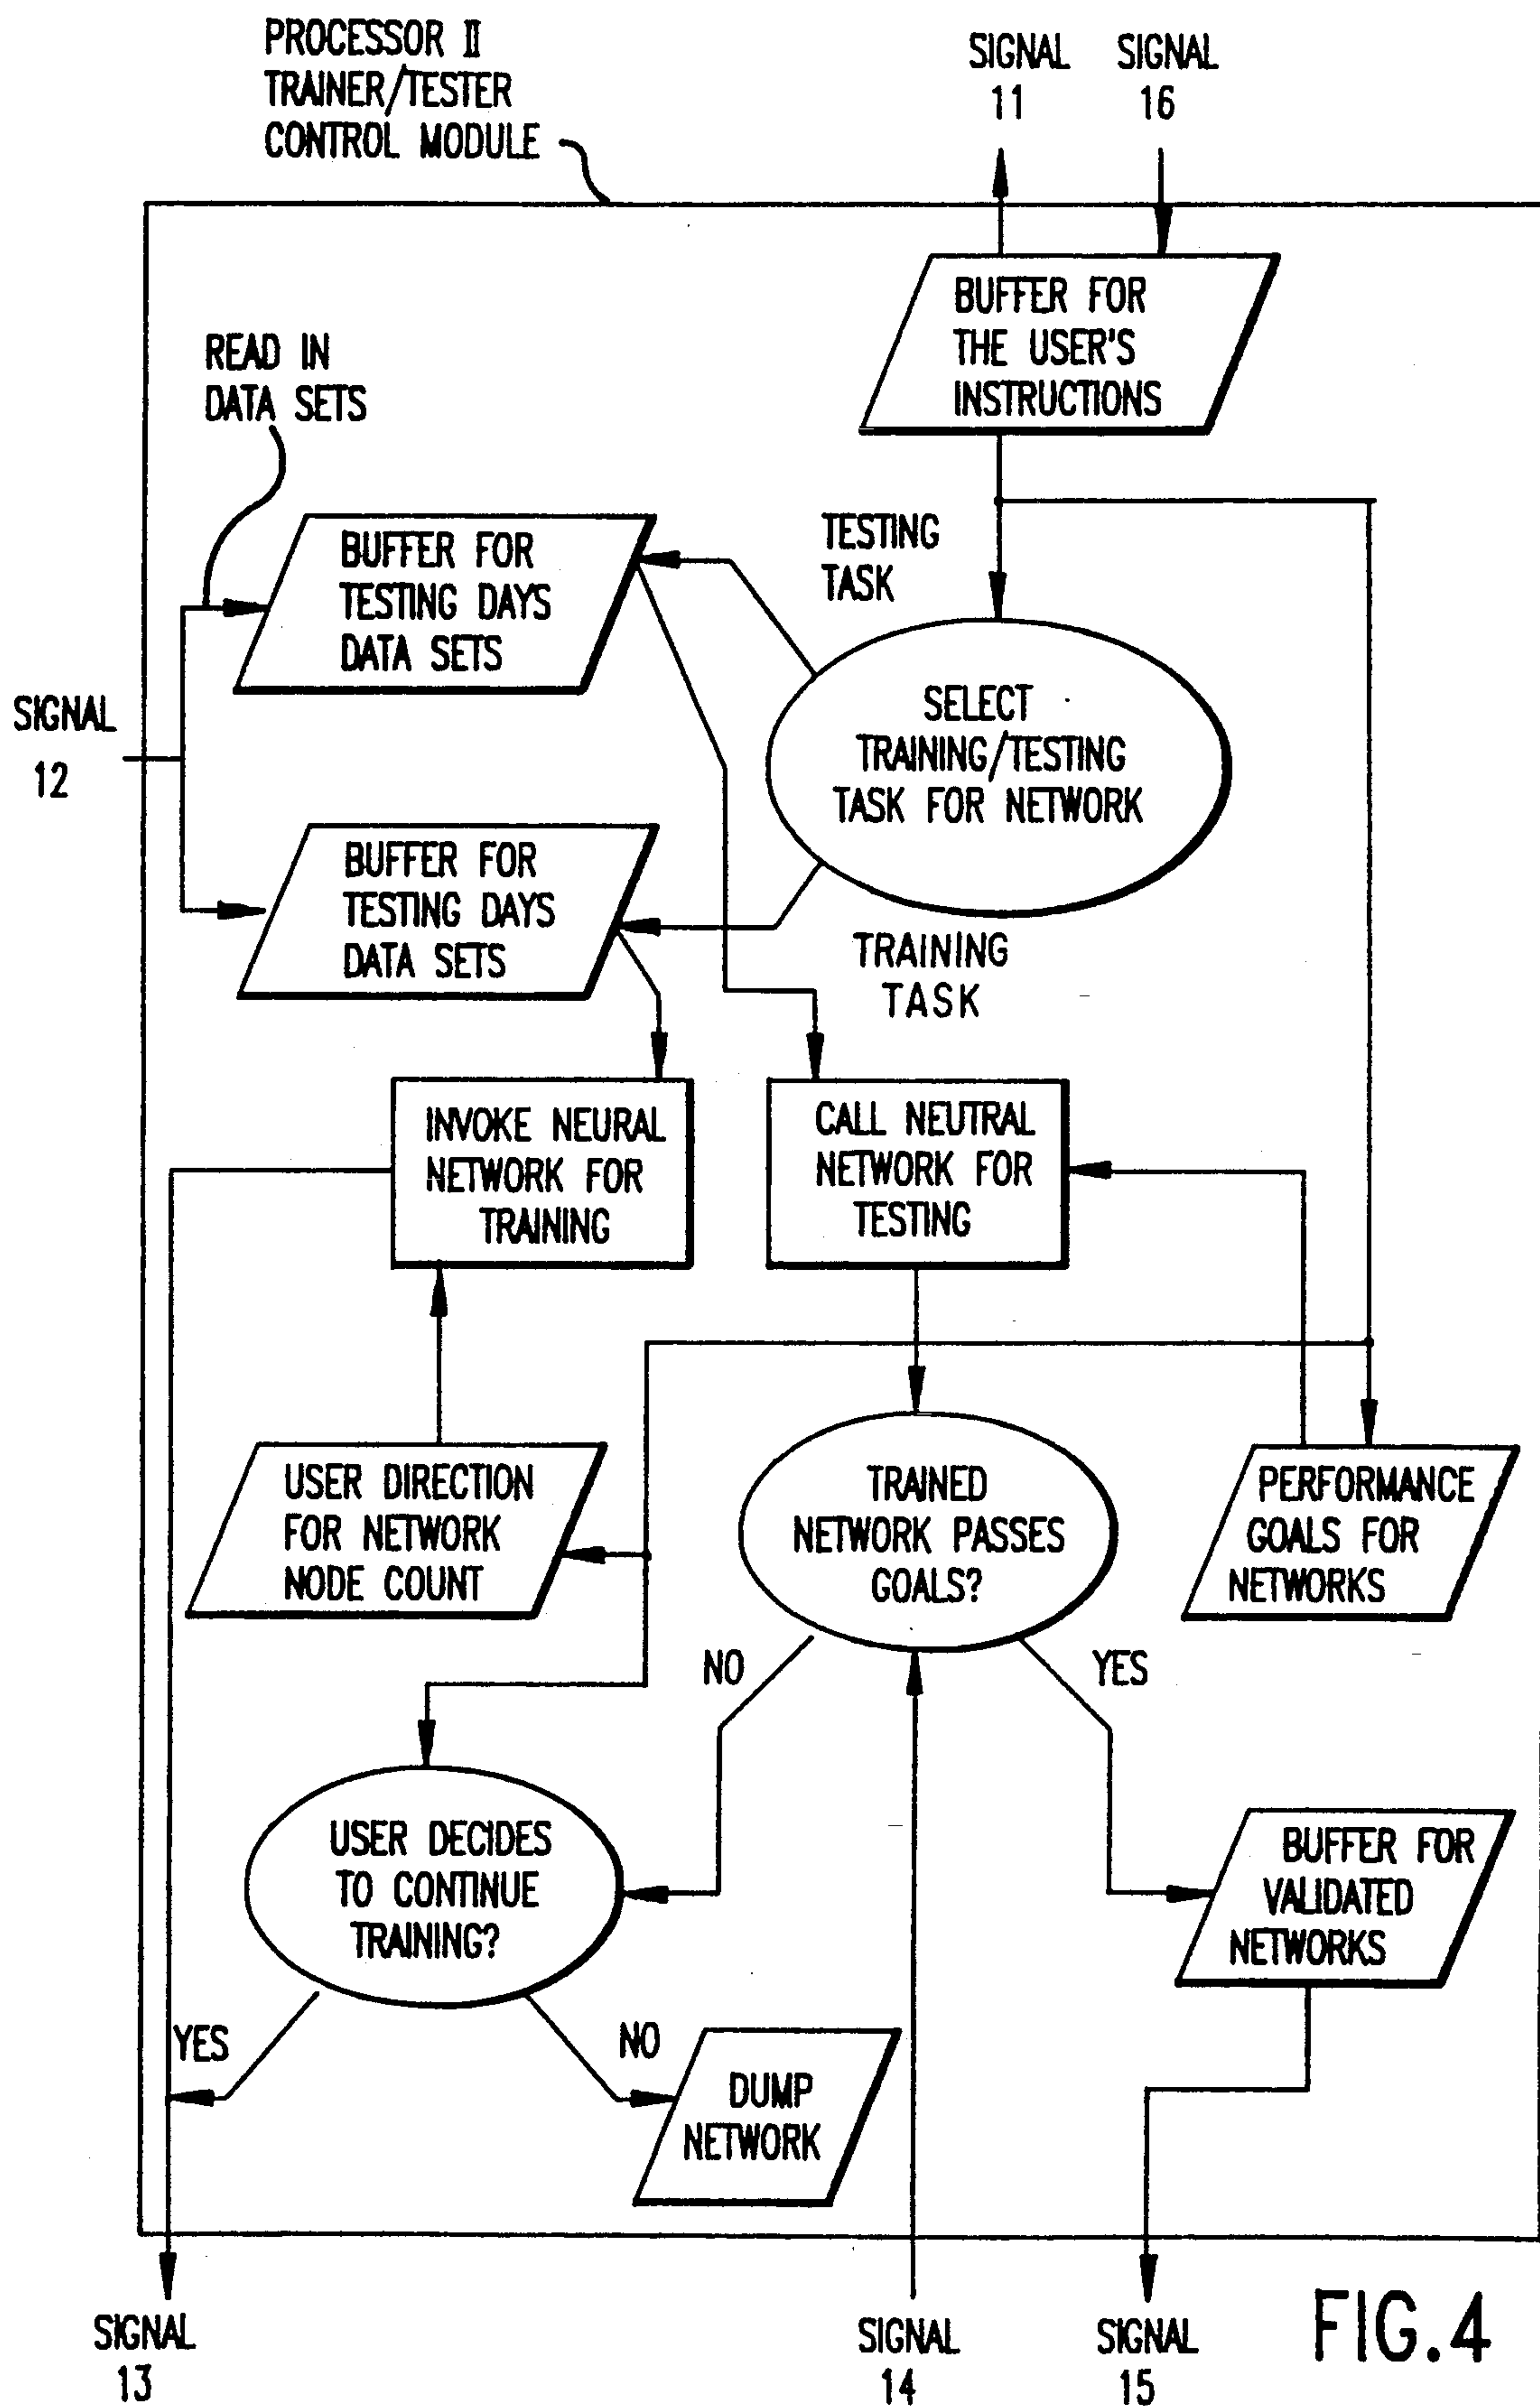 PROCESSOR II
TRAINER/TESTER
CONTROL MODULE
SIGNAL
11
SIGNAL
16
BUFFER FOR
THE USER'S
INSTRUCTIONS
READ IN
DATA SETS
BUFFER FOR
TESTING DAYS
DATA SETS
TESTING
TASK
SIGNAL
12
SELECT
TRAINING/TESTING
TASK FOR NETWORK
BUFFER FOR
TESTING DAYS
DATA SETS
TRAINING
TASK
INVOKE NEURAL
NETWORK FOR
TRAINING
CALL NEUTRAL
NETWORK FOR
TESTING
USER DIRECTION
FOR NETWORK
NODE COUNT
TRAINED
NETWORK PASSES
GOALS?
PERFORMANCE
GOALS FOR
NETWORKS
NO
YES
USER DECIDES
TO CONTINUE
TRAINING?
BUFFER FOR
VALIDATED
NETWORKS
YES
NO
DUMP
NETWORK
SIGNAL
13
SIGNAL
14
SIGNAL
15
FIG.4